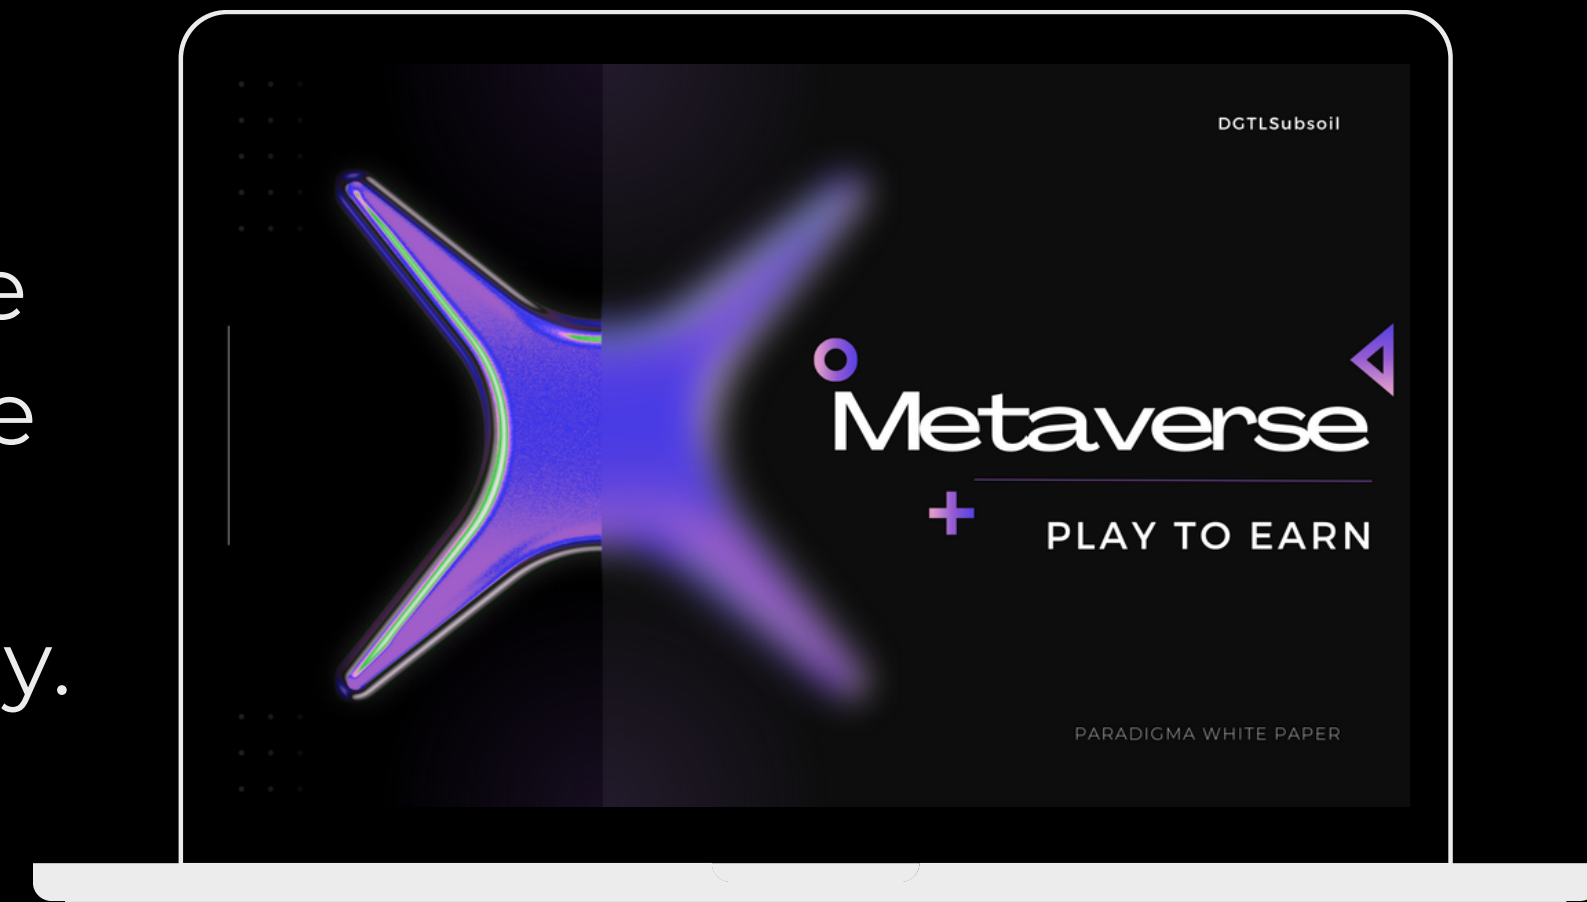 e
e
y.
DGTLSubsoil
Metaverse
PLAY TO EARN
PARADIGMA WHITE PAPER